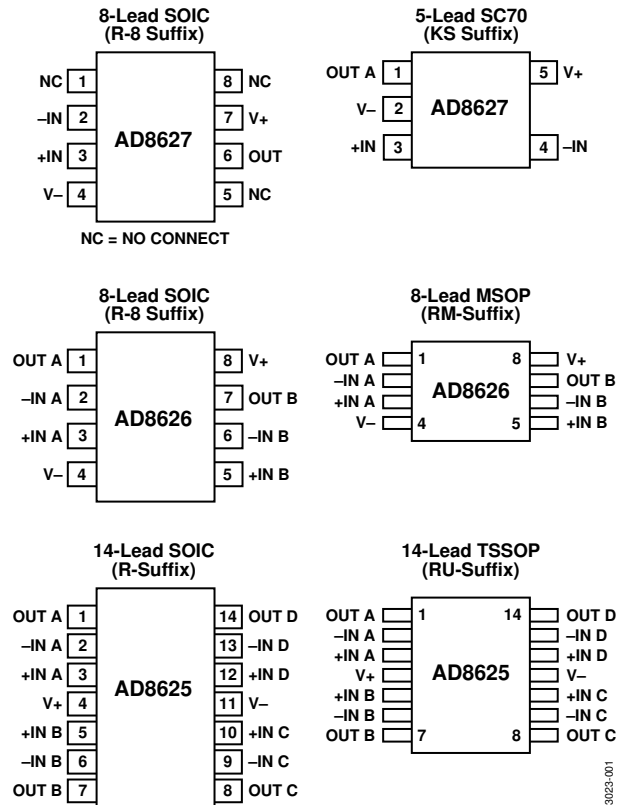 8-Lead SOIC
(R-8 Suffix)
NC 1 8 NC
–IN 2 7 V+
+IN 3 6 OUT
V– 4 5 NC
AD8627
NC = NO CONNECT
5-Lead SC70
(KS Suffix)
OUT A 1 5 V+
V– 2
+IN 3 4 –IN
AD8627
8-Lead SOIC
(R-8 Suffix)
OUT A 1 8 V+
–IN A 2 7 OUT B
+IN A 3 6 –IN B
V– 4 5 +IN B
AD8626
8-Lead MSOP
(RM-Suffix)
OUT A 1 8 V+
–IN A OUT B
+IN A –IN B
V– 4 5 +IN B
AD8626
14-Lead SOIC
(R-Suffix)
OUT A 1 14 OUT D
–IN A 2 13 –IN D
+IN A 3 12 +IN D
V+ 4 11 V–
+IN B 5 10 +IN C
–IN B 6 9 –IN C
OUT B 7 8 OUT C
AD8625
14-Lead TSSOP
(RU-Suffix)
OUT A 1 14 OUT D
–IN A –IN D
+IN A +IN D
V+ V–
+IN B +IN C
–IN B –IN C
OUT B 7 8 OUT C
AD8625
3023-001